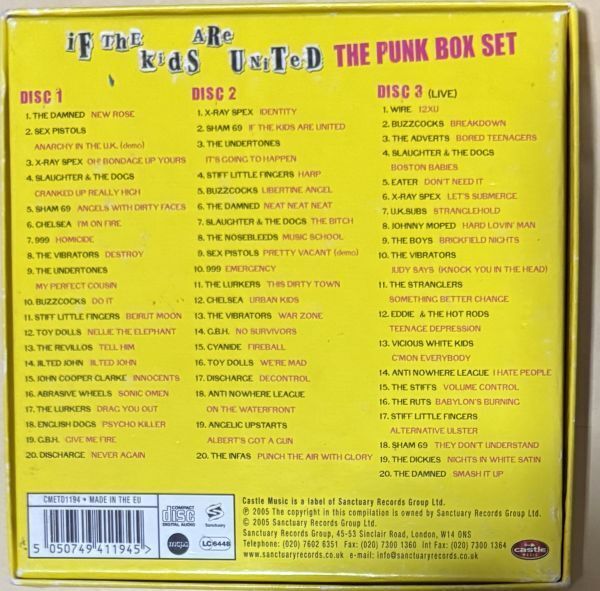 iF THE KidS ARe UNiTeD THE PUNK BOX SET
DISC 1
1. THE DAMNED NEW ROSE
2. SEX PISTOLS
ANARCHY IN THE U.K. (demo)
3. X-RAY SPEX OH! BONDAGE UP YOURS
4. SLAUGHTER & THE DOGS
CRANKED UP REALLY HIGH
5. SHAM 69 ANGELS WITH DIRTY FACES
6. CHELSEA I'M ON FIRE
7. 999 HOMICIDE
8. THE VIBRATORS DESTROY
9. THE UNDERTONES
MY PERFECT COUSIN
10. BUZZCOCKS DO IT
11. STIFF LITTLE FINGERS BEIRUT MOON
12. TOY DOLLS NELLIE THE ELEPHANT
13. THE REVILLOS TELL HIM
14. JILTED JOHN JILTED JOHN
15. JOHN COOPER CLARKE INNOCENTS
16. ABRASIVE WHEELS SONIC OMEN
17. THE LURKERS DRAG YOU OUT
18. ENGLISH DOGS PSYCHO KILLER
19. G.B.H. GIVE ME FIRE
20. DISCHARGE NEVER AGAIN
DISC 2
1. X-RAY SPEX IDENTITY
2. SHAM 69 IF THE KIDS ARE UNITED
3. THE UNDERTONES
IT'S GOING TO HAPPEN
4. STIFF LITTLE FINGERS HARP
5. BUZZCOCKS LIBERTINE ANGEL
6. THE DAMNED NEAT NEAT NEAT
7. SLAUGHTER & THE DOGS THE BITCH
8. THE NOSEBLEEDS MUSIC SCHOOL
9. SEX PISTOLS PRETTY VACANT (demo)
10. 999 EMERGENCY
11. THE LURKERS THIS DIRTY TOWN
12. CHELSEA URBAN KIDS
13. THE VIBRATORS WAR ZONE
14. G.B.H. NO SURVIVORS
15. CYANIDE FIREBALL
16. TOY DOLLS WE'RE MAD
17. DISCHARGE DECONTROL
18. ANTI NOWHERE LEAGUE
ON THE WATERFRONT
19. ANGELIC UPSTARTS
ALBERT'S GOT A GUN
20. THE INFAS PUNCH THE AIR WITH GLORY
DISC 3 (LIVE)
1. WIRE 12XU
2. BUZZCOCKS BREAKDOWN
3. THE ADVERTS BORED TEENAGERS
4. SLAUGHTER & THE DOGS
BOSTON BABIES
5. EATER DON'T NEED IT
6. X-RAY SPEX LET'S SUBMERGE
7. U.K.SUBS STRANGLEHOLD
8. JOHNNY MOPED HARD LOVIN' MAN
9. THE BOYS BRICKFIELD NIGHTS
10. THE VIBRATORS
JUDY SAYS (KNOCK YOU IN THE HEAD)
11. THE STRANGLERS
SOMETHING BETTER CHANGE
12. EDDIE & THE HOT RODS
TEENAGE DEPRESSION
13. VICIOUS WHITE KIDS
C'MON EVERYBODY
14. ANTI NOWHERE LEAGUE I HATE PEOPLE
15. THE STIFFS VOLUME CONTROL
16. THE RUTS BABYLON'S BURNING
17. STIFF LITTLE FINGERS
ALTERNATIVE ULSTER
18. SHAM 69 THEY DON'T UNDERSTAND
19. THE DICKIES NIGHTS IN WHITE SATIN
20. THE DAMNED SMASH IT UP
CMETD1194 • MADE IN THE EU
5 050749 411945 >
COMPACT
disc
DIGITAL AUDIO
Sanctuary
mcps
LC 6448
Castle Music is a label of Sanctuary Records Group Ltd.
℗ 2005 The copyright in this compilation is owned by Sanctuary Records Group Ltd.
© 2005 Sanctuary Records Group Ltd.
Sanctuary Records Group, 45-53 Sinclair Road, London, W14 0NS
Telephone: (020) 7602 6351 Fax: (020) 7300 1360 Int Fax: (020) 7300 1364
www.sanctuaryrecords.co.uk - e-mail: info@sanctuaryrecords.co.uk
castle
MUSIC